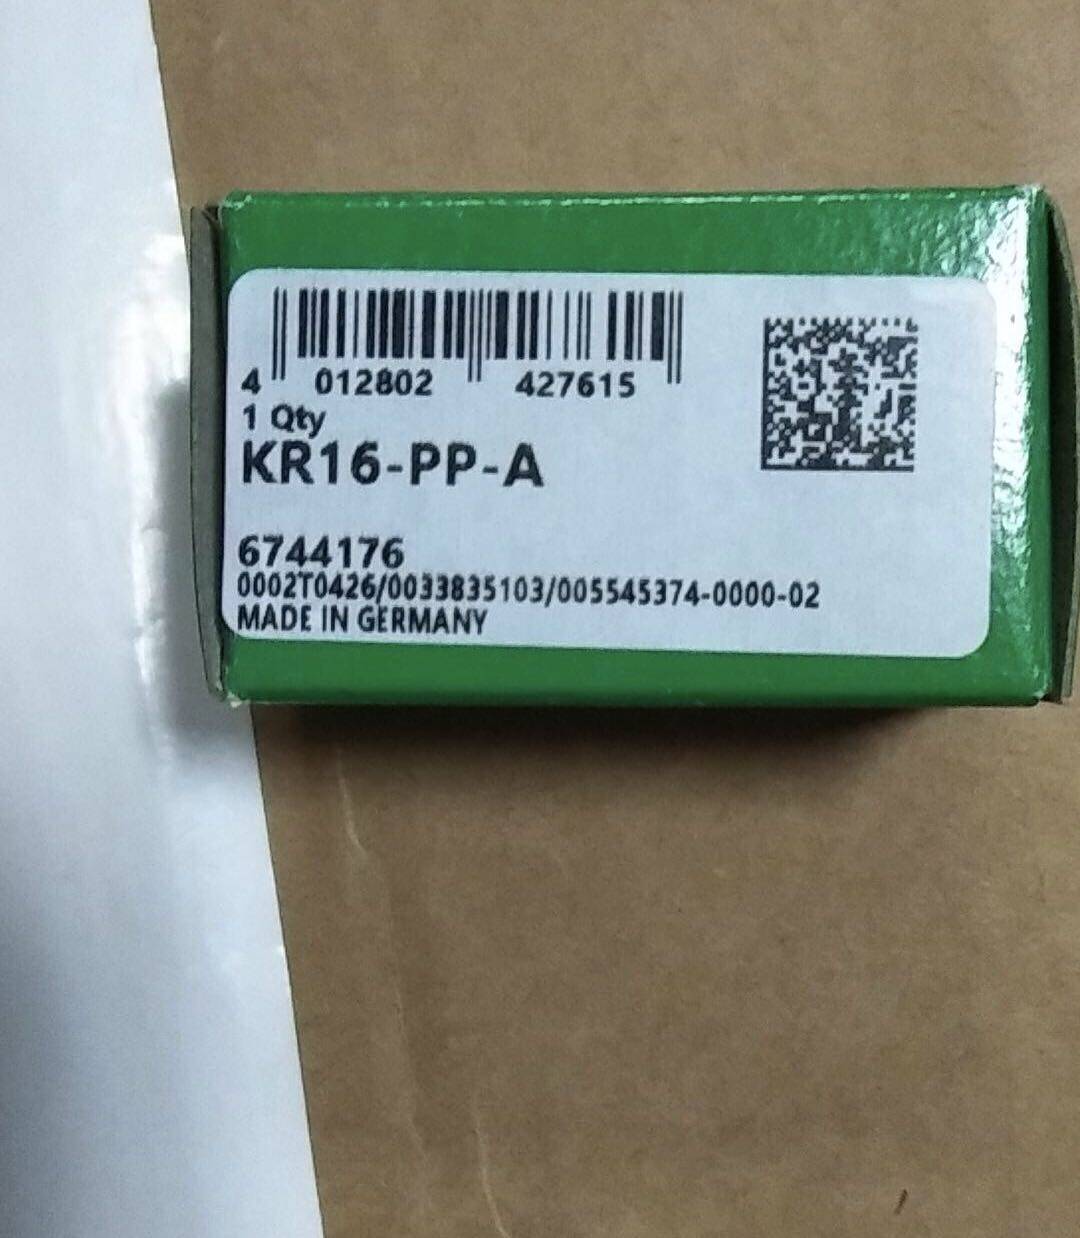 4 012802 427615
1 Qty
KR16-PP-A
6744176
0002T0426/0033835103/005545374-0000-02
MADE IN GERMANY